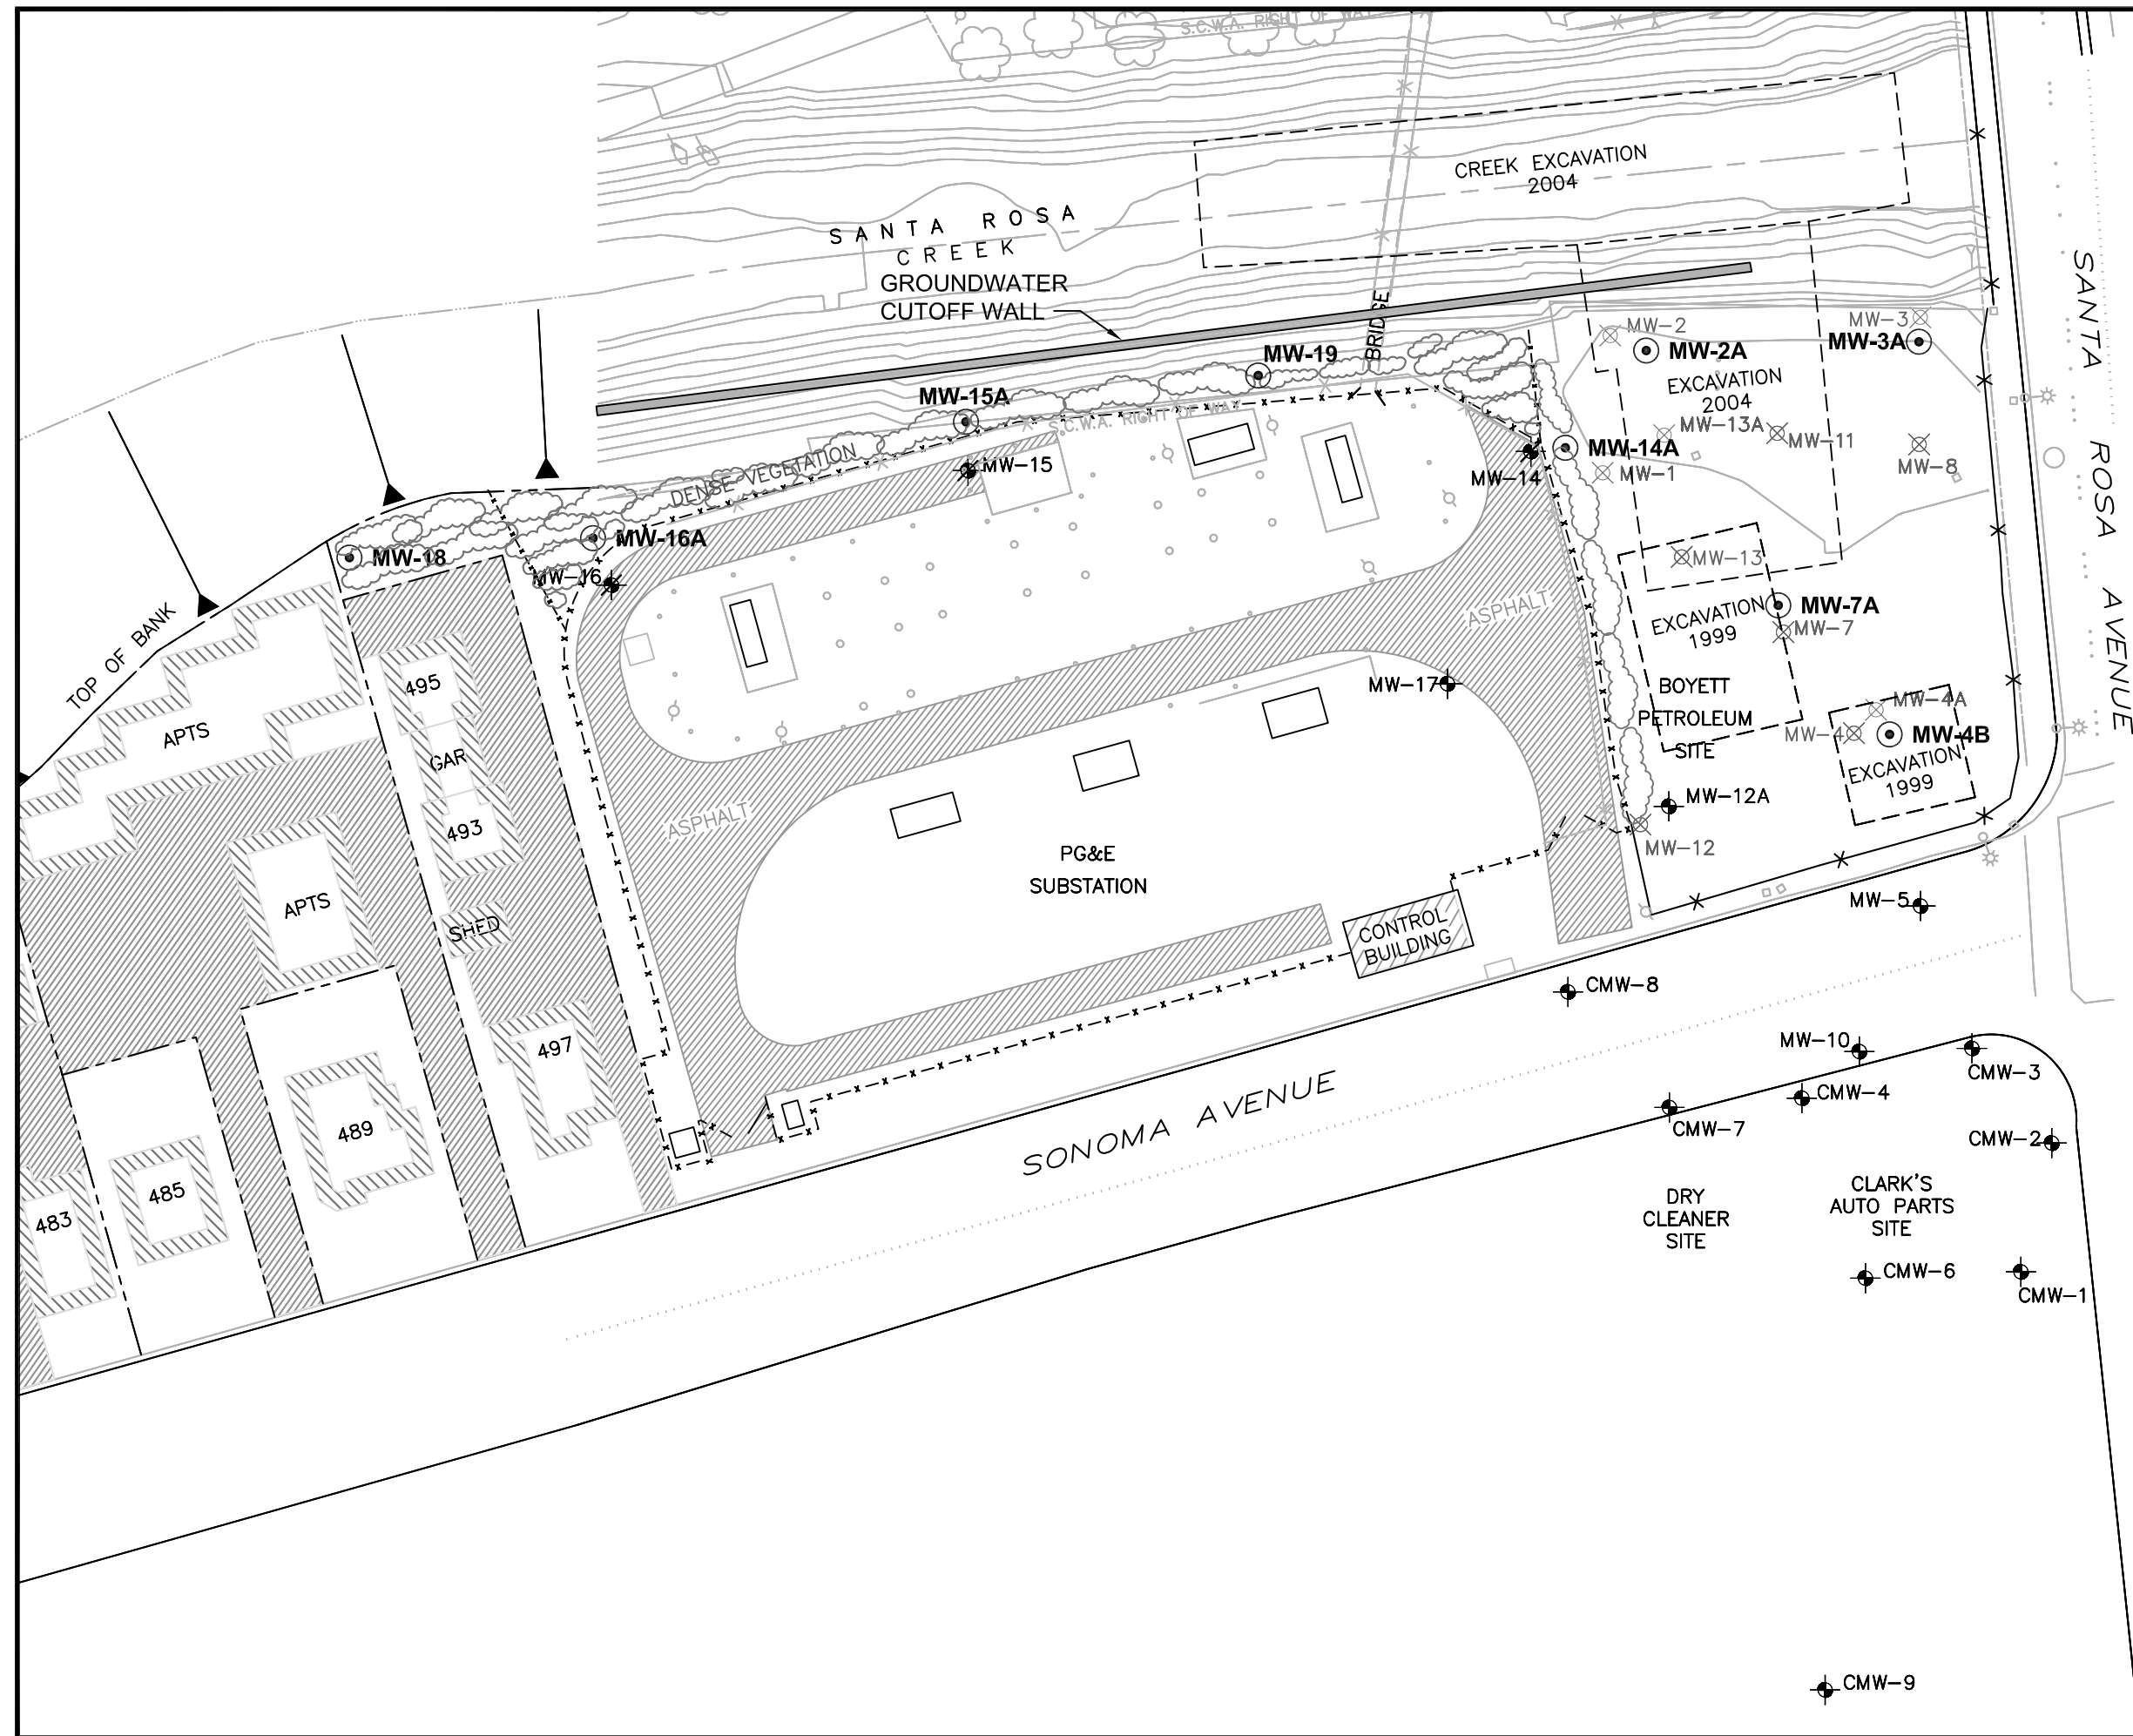 S.C.W.A. RIGHT OF WAY
CREEK EXCAVATION
2004
SANTA ROSA
CREEK
GROUNDWATER
CUTOFF WALL
BRIDGE
MW-2
MW-2A
MW-3
MW-3A
MW-19
MW-15A
EXCAVATION
2004
MW-13A
MW-11
MW-8
S.C.W.A. RIGHT OF WAY
MW-14A
MW-14
MW-1
MW-15
DENSE VEGETATION
MW-18
MW-16A
MW-16
MW-13
MW-7A
MW-7
EXCAVATION
1999
ASPHALT
TOP OF BANK
SANTA ROSA AVENUE
495
GAR
493
APTS
MW-17
BOYETT
PETROLEUM
SITE
MW-4A
MW-4
MW-4B
EXCAVATION
1999
MW-12A
MW-12
ASPHALT
PG&E
SUBSTATION
APTS
SHED
CONTROL
BUILDING
MW-5
CMW-8
MW-10
CMW-3
CMW-4
CMW-7
CMW-2
497
489
485
483
SONOMA AVENUE
DRY
CLEANER
SITE
CLARK'S
AUTO PARTS
SITE
CMW-6
CMW-1
CMW-9